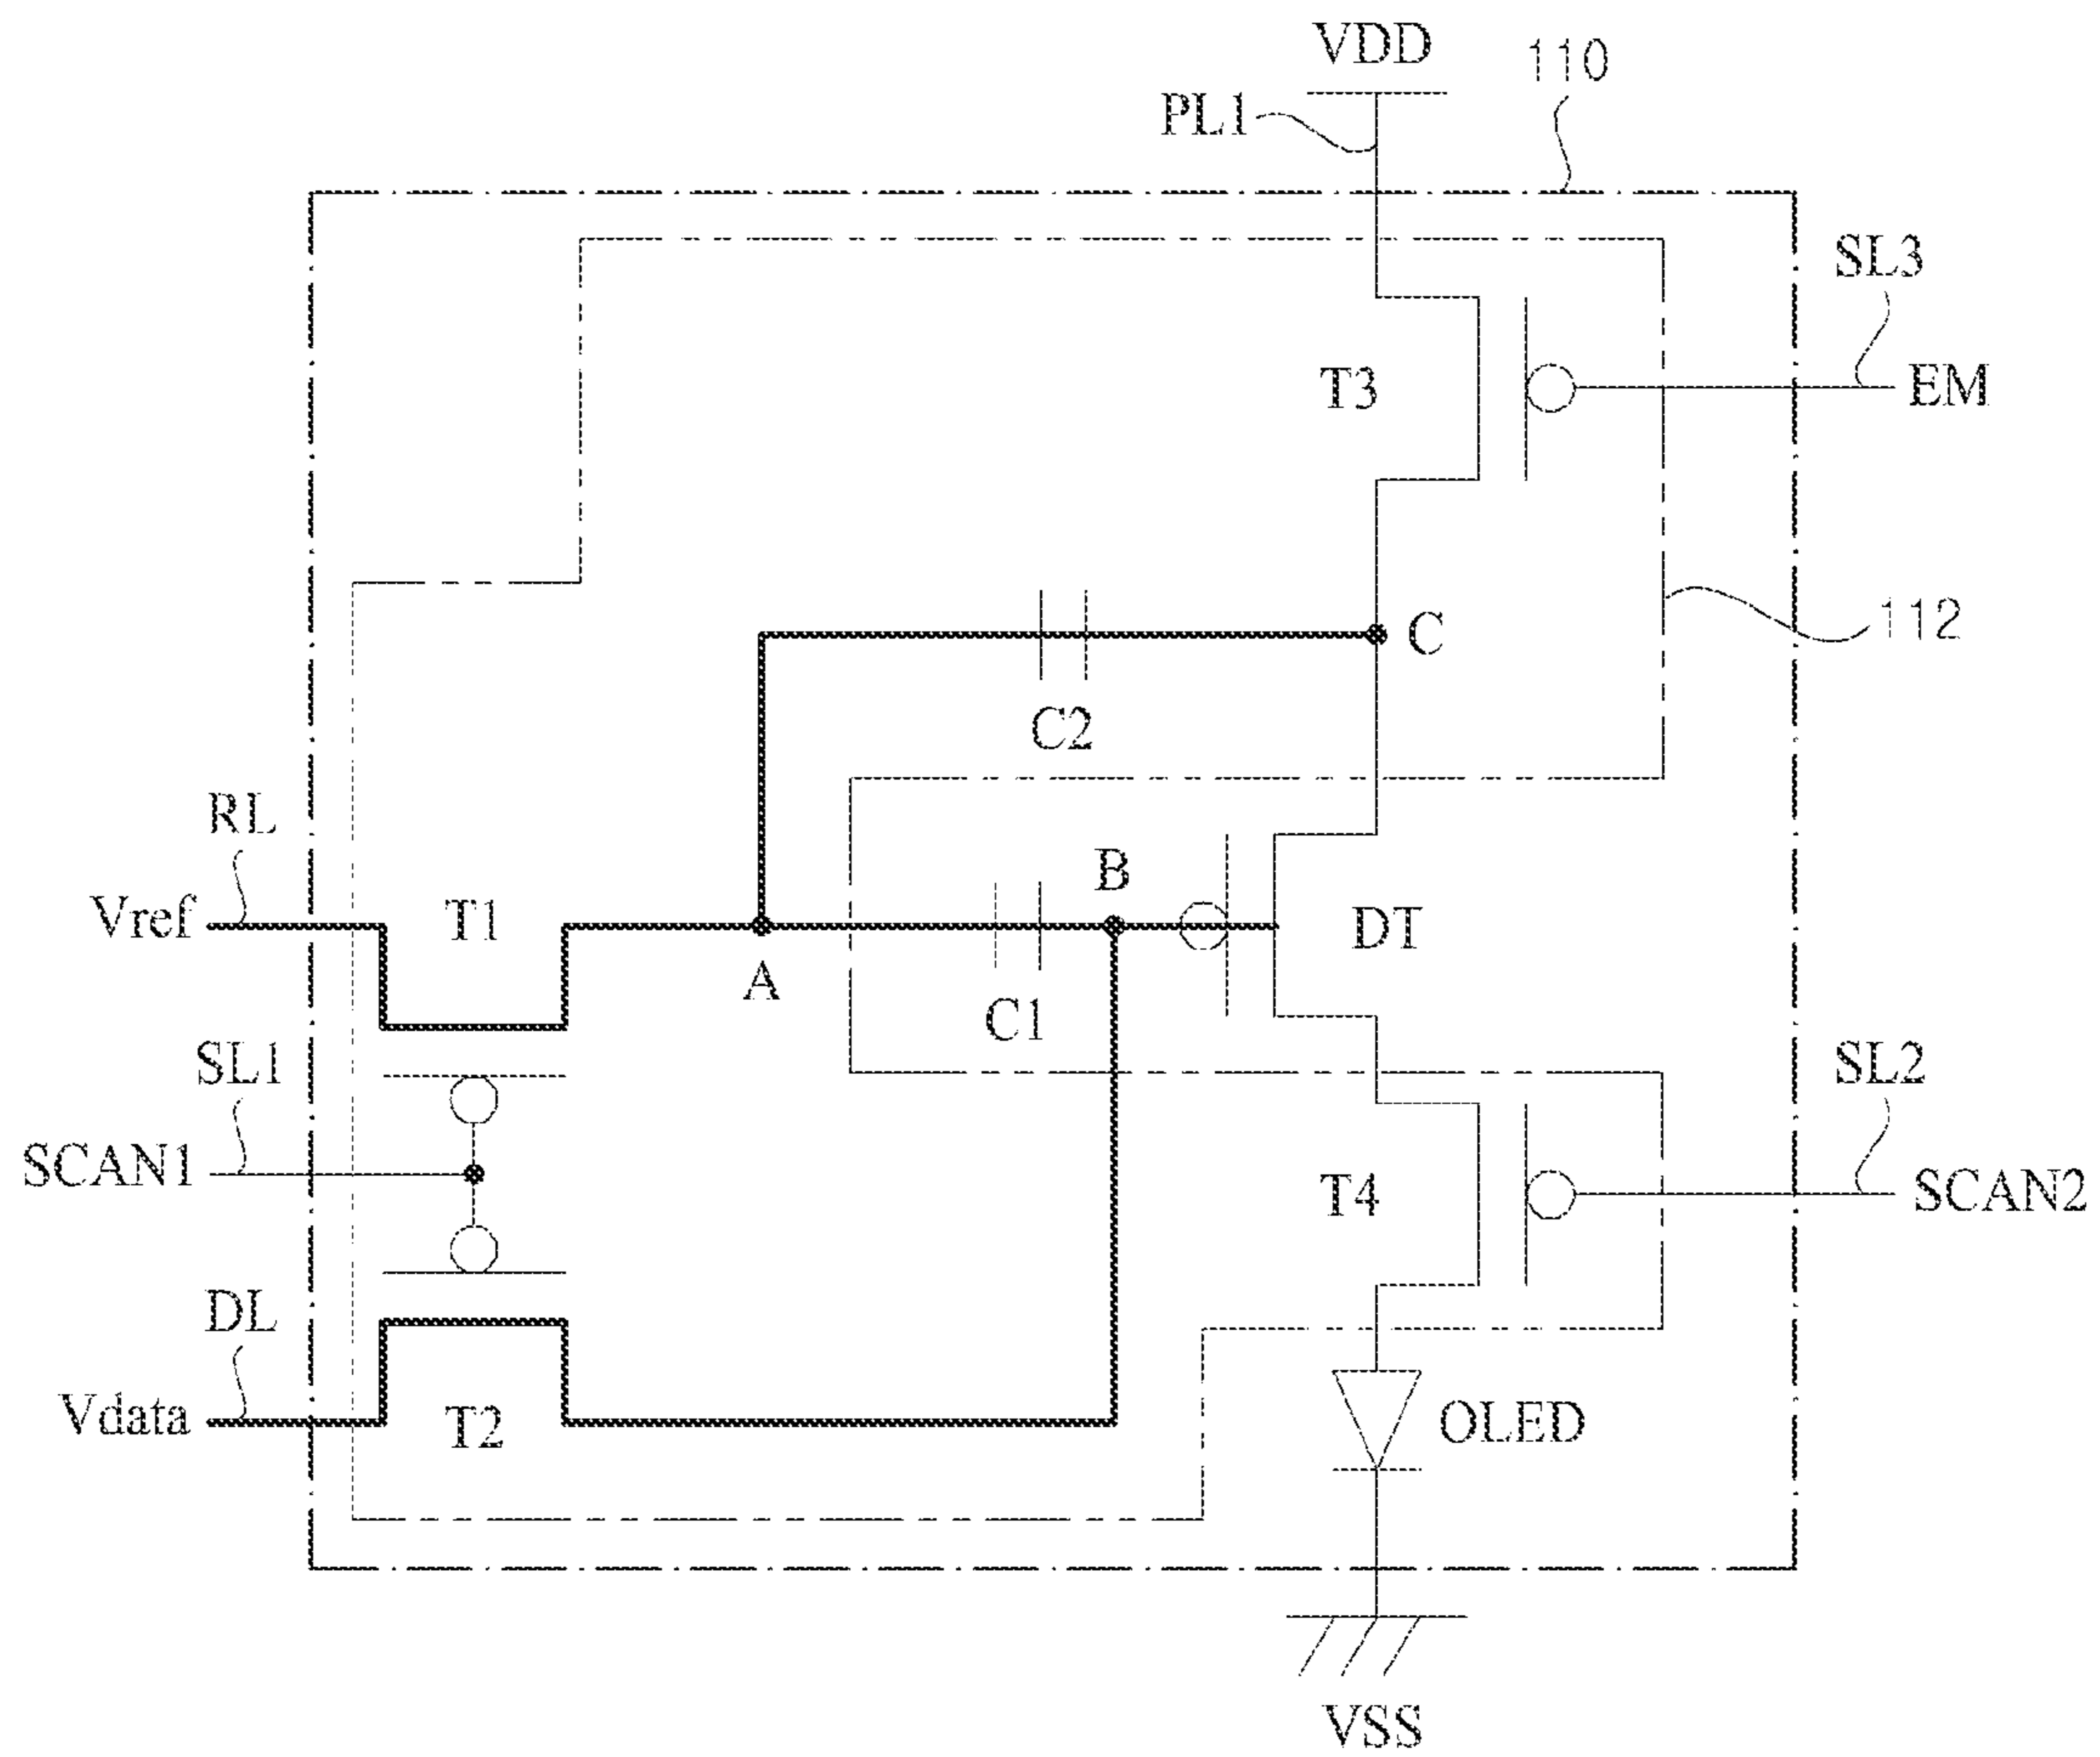 VDD
110
PL1
SL3
T3
EM
112
C
C2
RL
B
Vref
T1
DT
A
C1
SL1
SL2
SCAN1
T4
SCAN2
DL
Vdata
T2
OLED
VSS